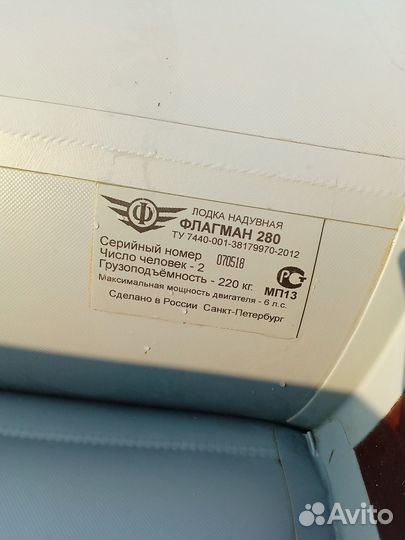 ЛОДКА НАДУВНАЯ
ФЛАГМАН 280
ТУ 7440-001-38179970-2012
Серийный номер 070518
Число человек - 2
Грузоподъёмность - 220 кг.
МП13
Максимальная мощность двигателя - 6 л.с.
Сделано в России Санкт-Петербург
Avito